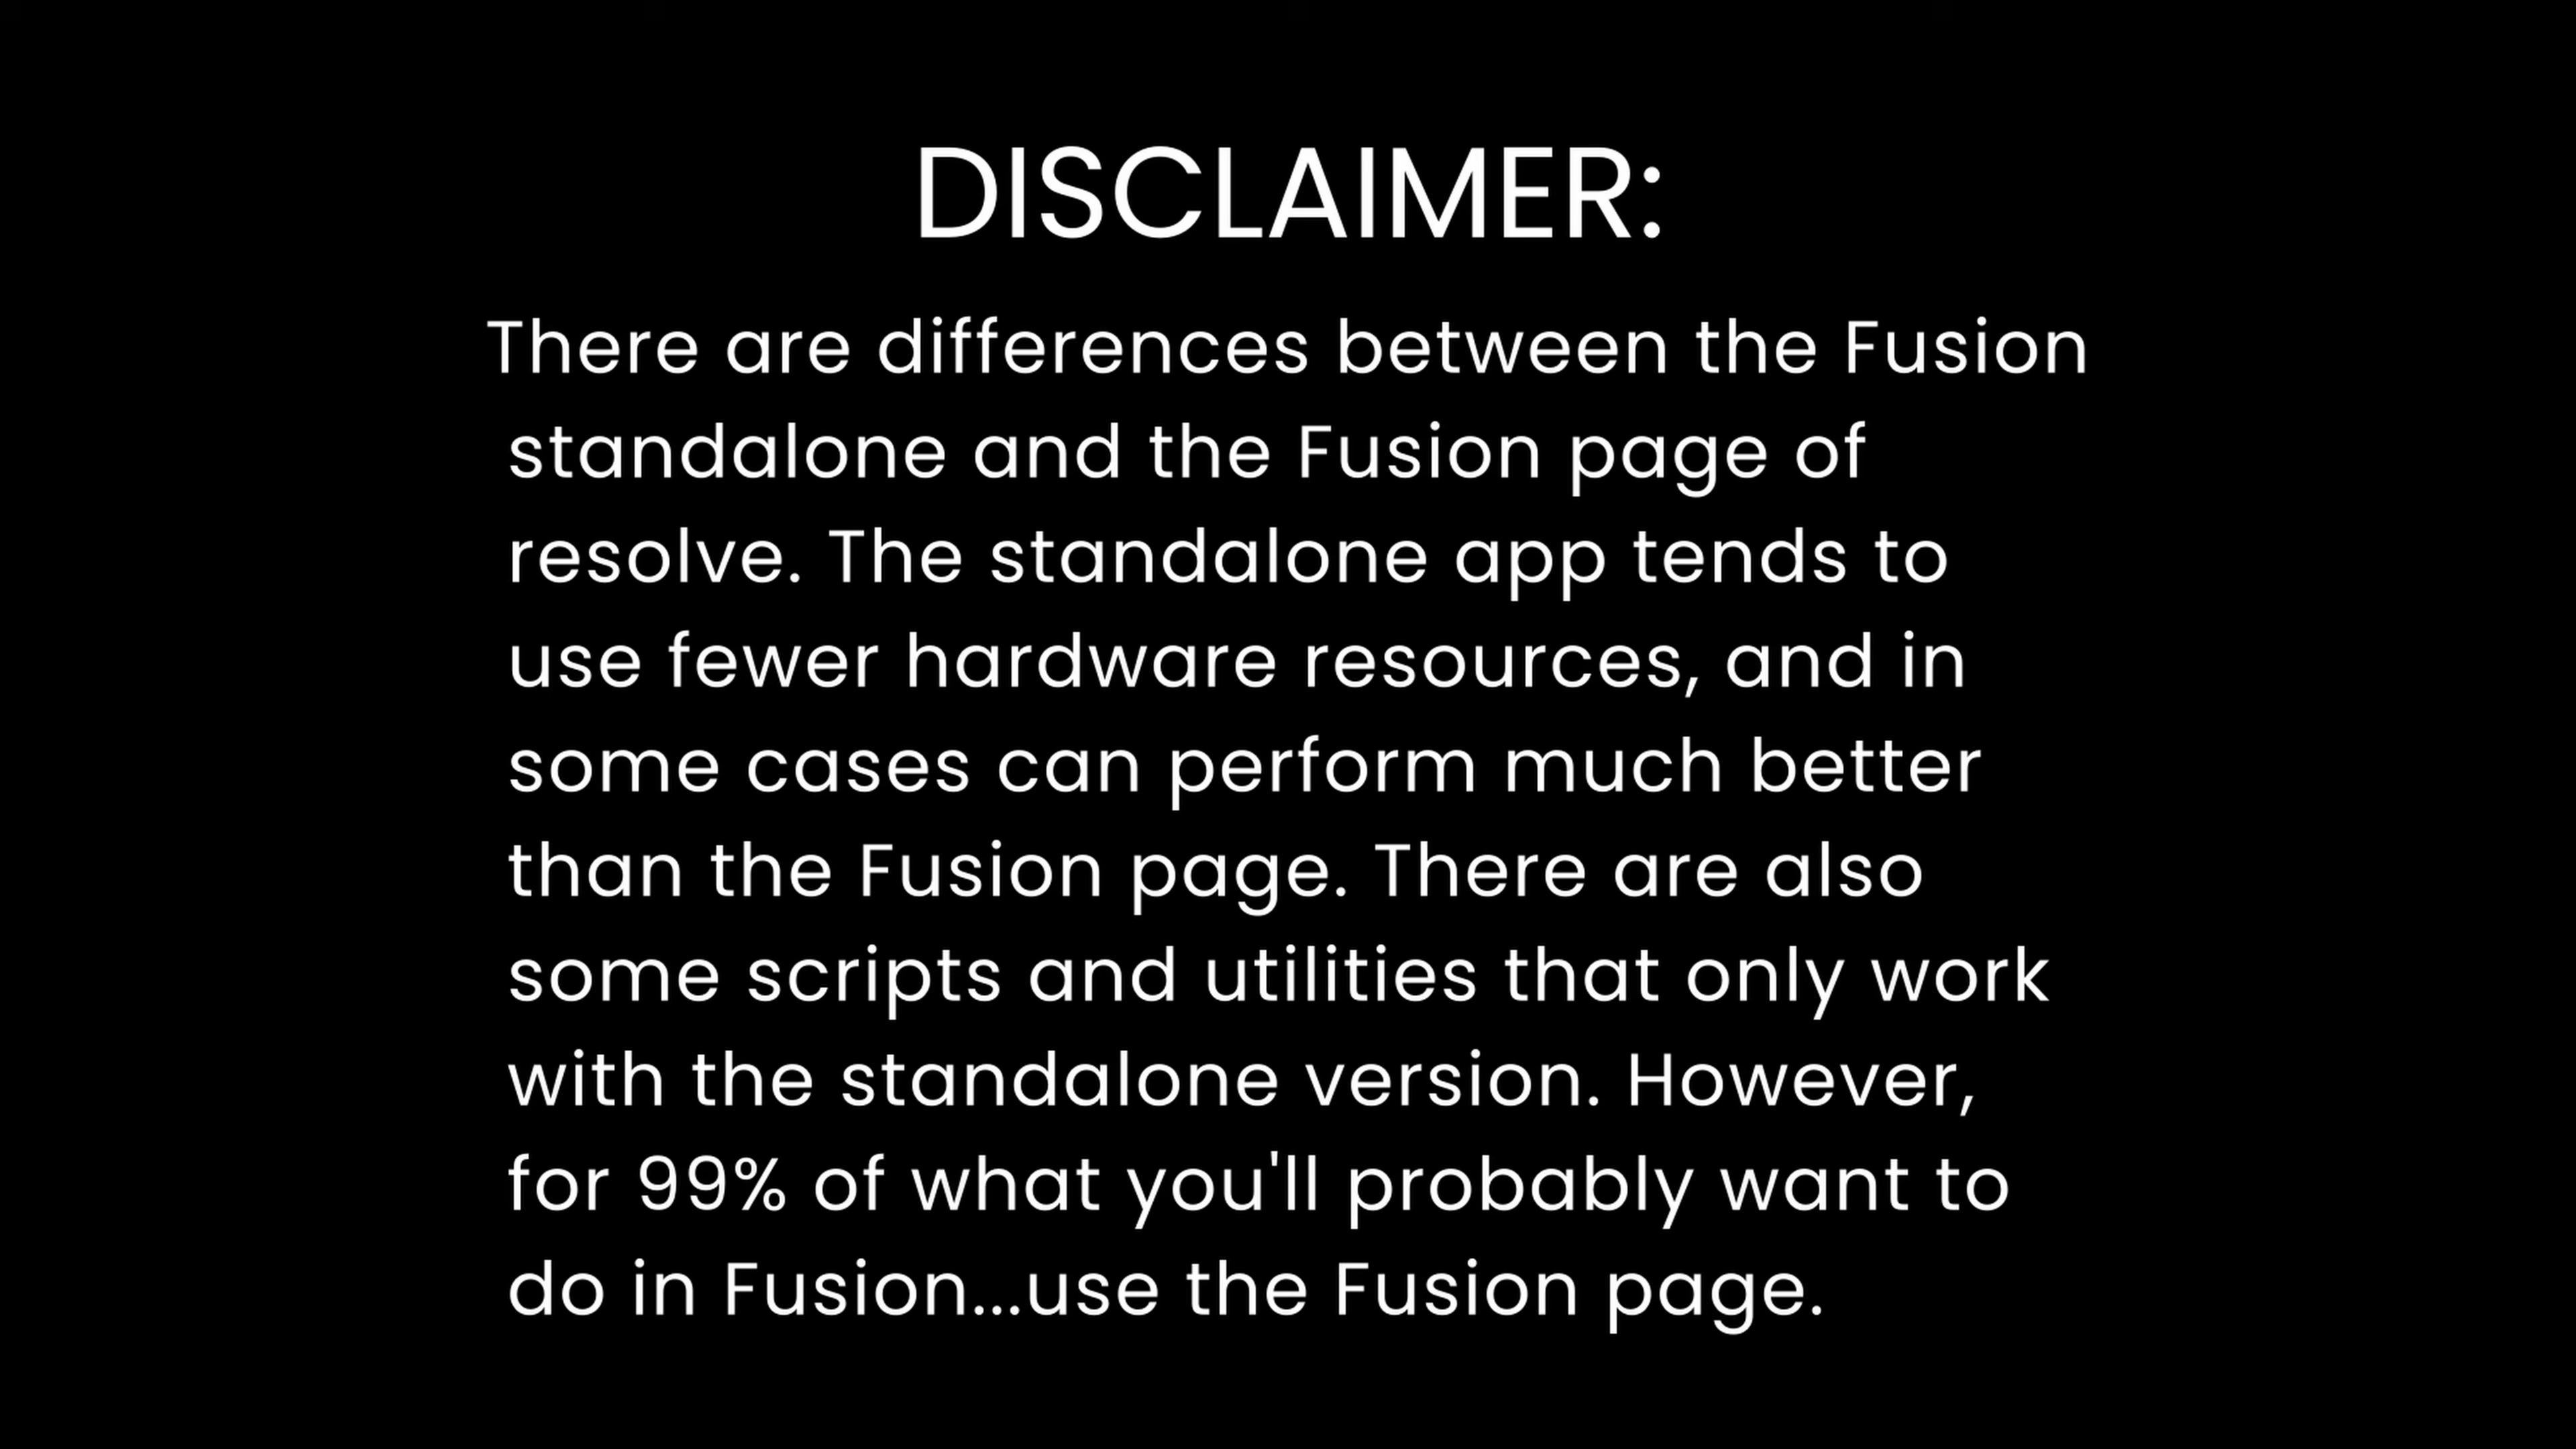 DISCLAIMER:
There are differences between the Fusion
standalone and the Fusion page of
resolve. The standalone app tends to
use fewer hardware resources, and in
some cases can perform much better
than the Fusion page. There are also
some scripts and utilities that only work
with the standalone version. However,
for 99% of what you'll probably want to
do in Fusion...use the Fusion page.